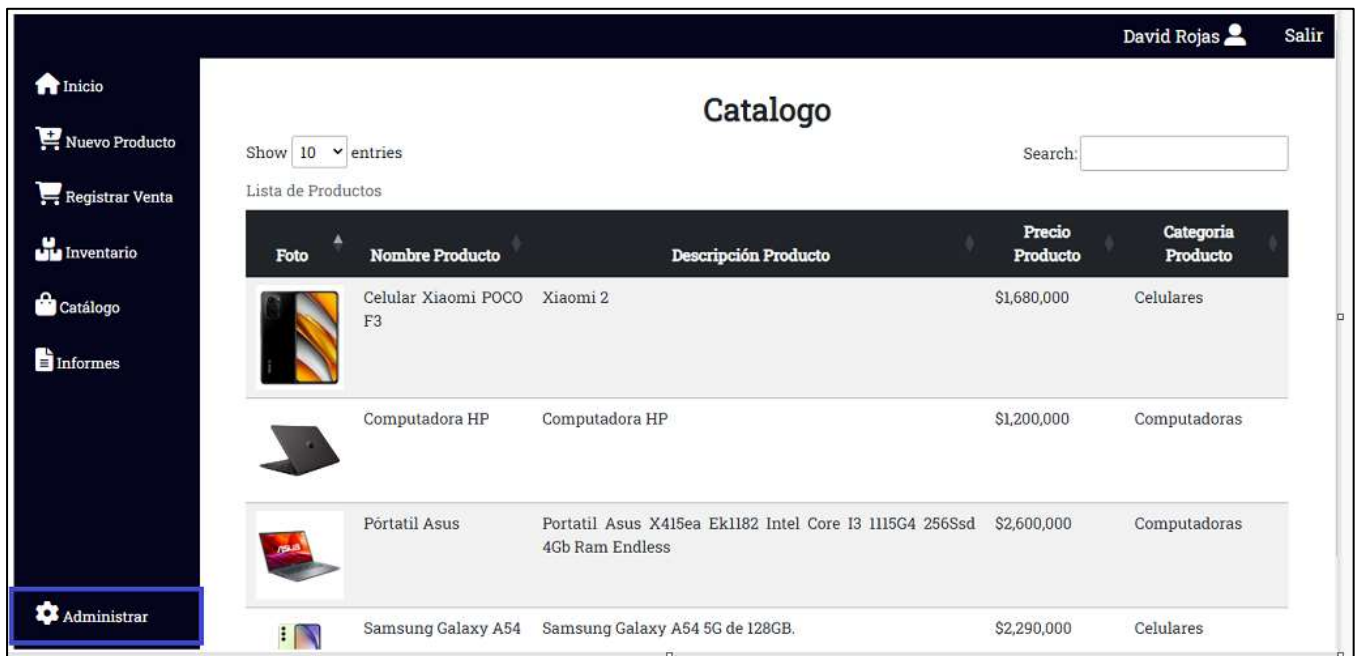 David Rojas Salir
Inicio
Nuevo Producto
Registrar Venta
Inventario
Catálogo
Informes
Administrar
Catalogo
Show 10 entries
Search:
Lista de Productos
Foto Nombre Producto Descripción Producto Precio Producto Categoria Producto
Celular Xiaomi POCO F3 Xiaomi 2 $1,680,000 Celulares
Computadora HP Computadora HP $1,200,000 Computadoras
Pórtatil Asus Portatil Asus X415ea Ek1182 Intel Core I3 1115G4 256Ssd 4Gb Ram Endless $2,600,000 Computadoras
Samsung Galaxy A54 Samsung Galaxy A54 5G de 128GB. $2,290,000 Celulares